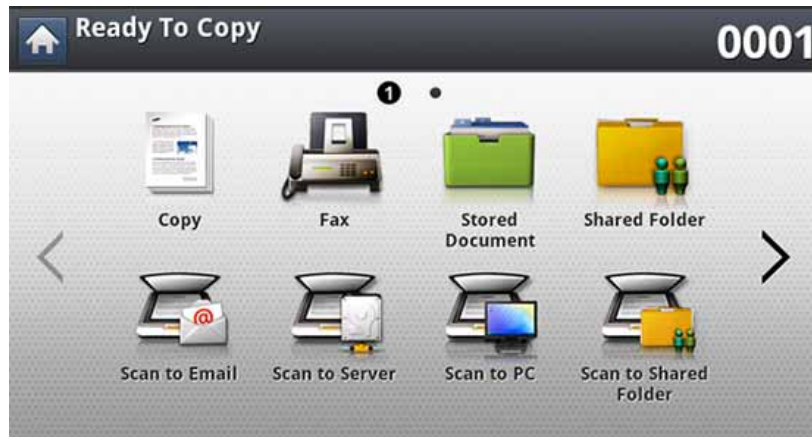 Ready To Copy
0001
1
Copy
Fax
Stored
Document
Shared Folder
Scan to Email
Scan to Server
Scan to PC
Scan to Shared
Folder